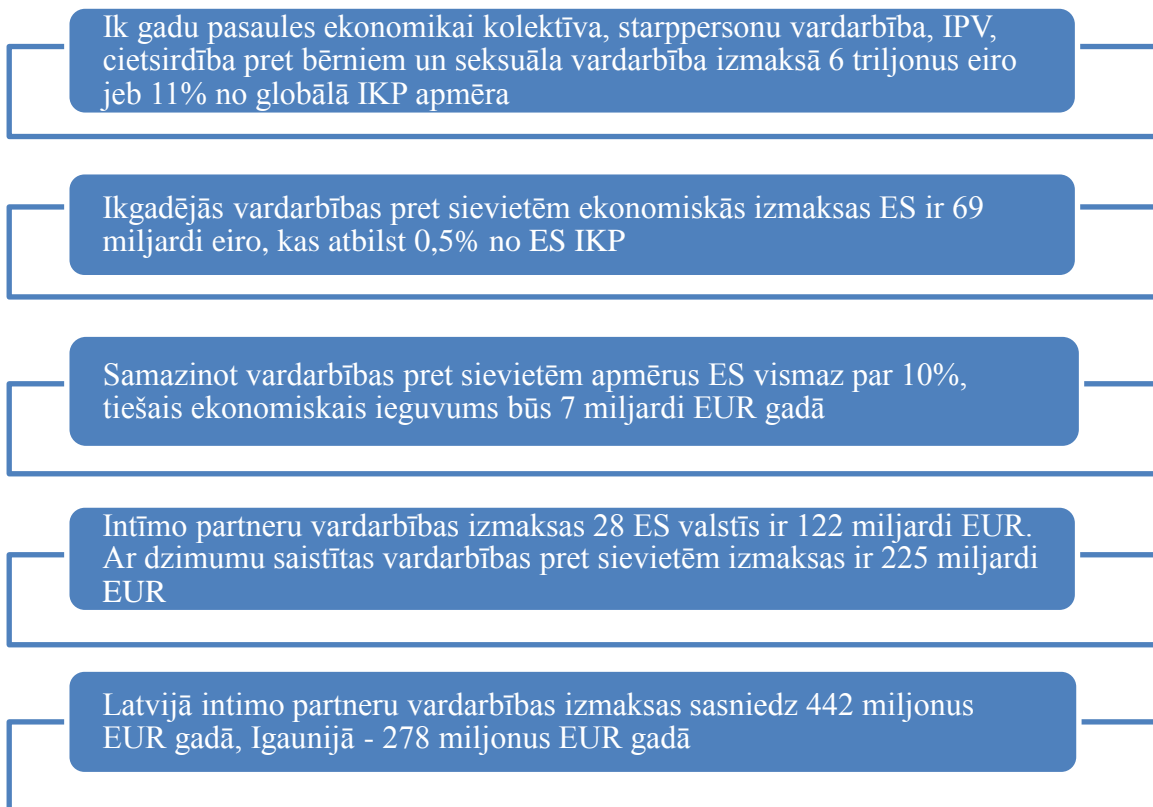 Ik gadu pasaules ekonomikai kolektīva, starppersonu vardarbība, IPV,
cietsirdība pret bērniem un seksuāla vardarbība izmaksā 6 triljonus eiro
jeb 11% no globālā IKP apmēra
Ikgadējās vardarbības pret sievietēm ekonomiskās izmaksas ES ir 69
miljardi eiro, kas atbilst 0,5% no ES IKP
Samazinot vardarbības pret sievietēm apmērus ES vismaz par 10%,
tiešais ekonomiskais ieguvums būs 7 miljardi EUR gadā
Intīmo partneru vardarbības izmaksas 28 ES valstīs ir 122 miljardi EUR.
Ar dzimumu saistītas vardarbības pret sievietēm izmaksas ir 225 miljardi
EUR
Latvijā intimo partneru vardarbības izmaksas sasniedz 442 miljonus
EUR gadā, Igaunijā - 278 miljonus EUR gadā